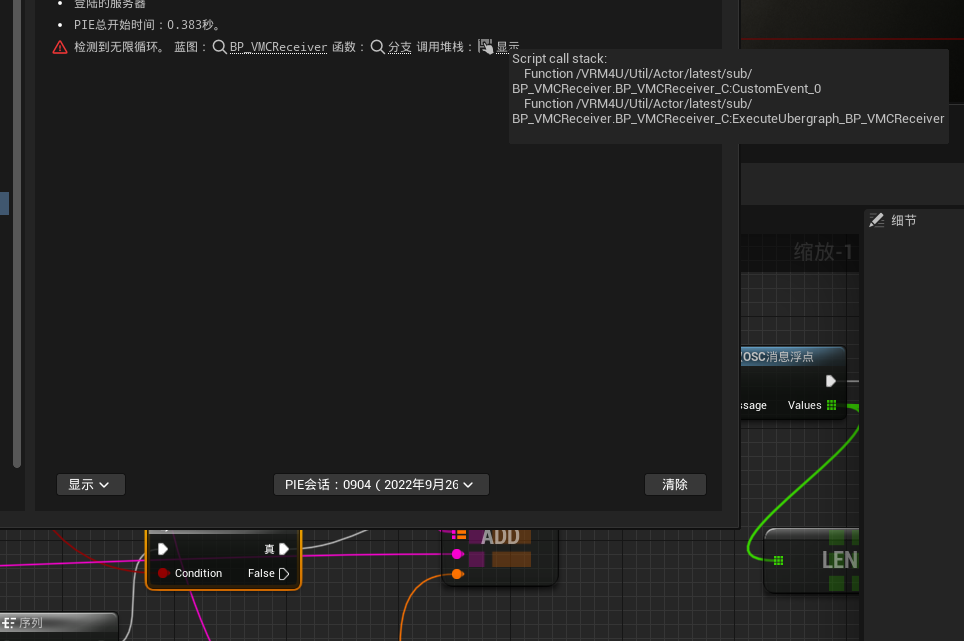 登陆的服务器
PIE总开始时间：0.383秒。
检测到无限循环。 蓝图： BP_VMCReceiver 函数： 分支 调用堆栈： 显示
Script call stack:
Function /VRM4U/Util/Actor/latest/sub/
BP_VMCReceiver.BP_VMCReceiver_C:CustomEvent_0
Function /VRM4U/Util/Actor/latest/sub/
BP_VMCReceiver.BP_VMCReceiver_C:ExecuteUbergraph_BP_VMCReceiver
细节
缩放-1
OSC消息浮点
ssage Values
显示
PIE会话：0904（2022年9月26
清除
ADD
真
Condition False
LEN
序列